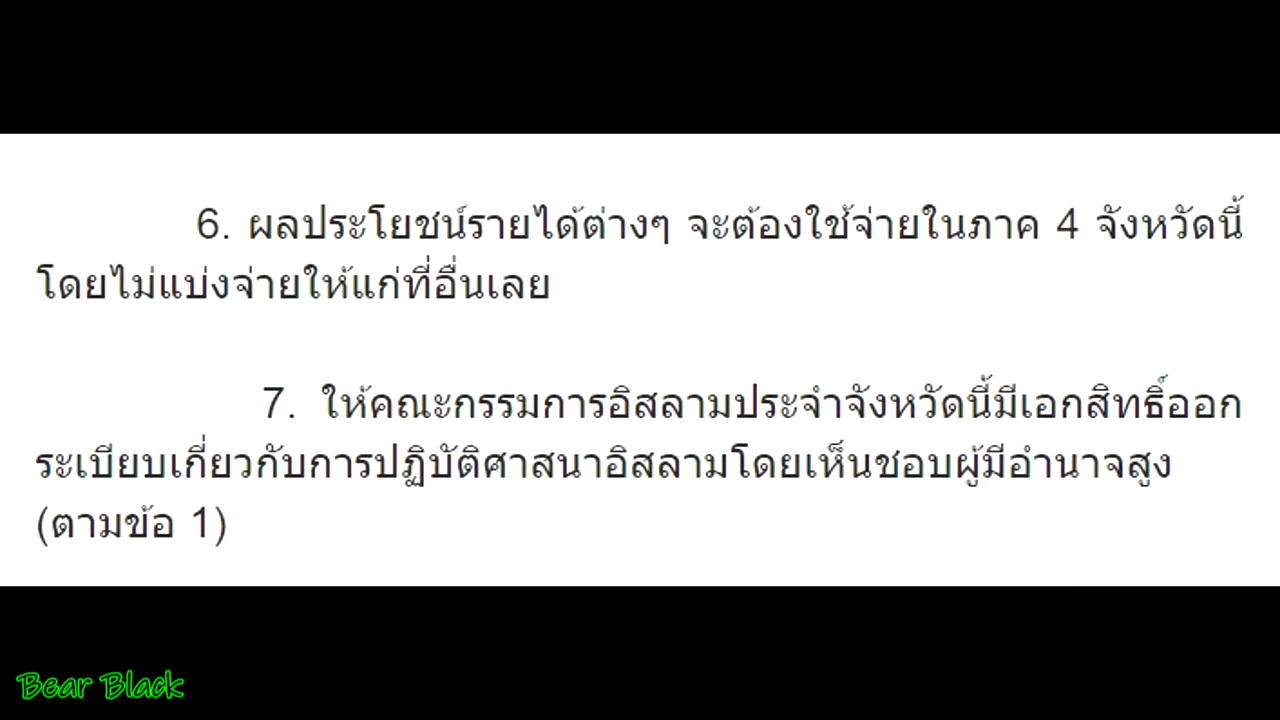 6. ผลประโยชน์รายได้ต่างๆ จะต้องใช้จ่ายในภาค 4 จังหวัดนี้
โดยไม่แบ่งจ่ายให้แก่ที่อื่นเลย
7. ให้คณะกรรมการอิสลามประจำจังหวัดนี้มีเอกสิทธิ์ออก
ระเบียบเกี่ยวกับการปฏิบัติศาสนาอิสลามโดยเห็นชอบผู้มีอำนาจสูง
(ตามข้อ 1)
Bear Black